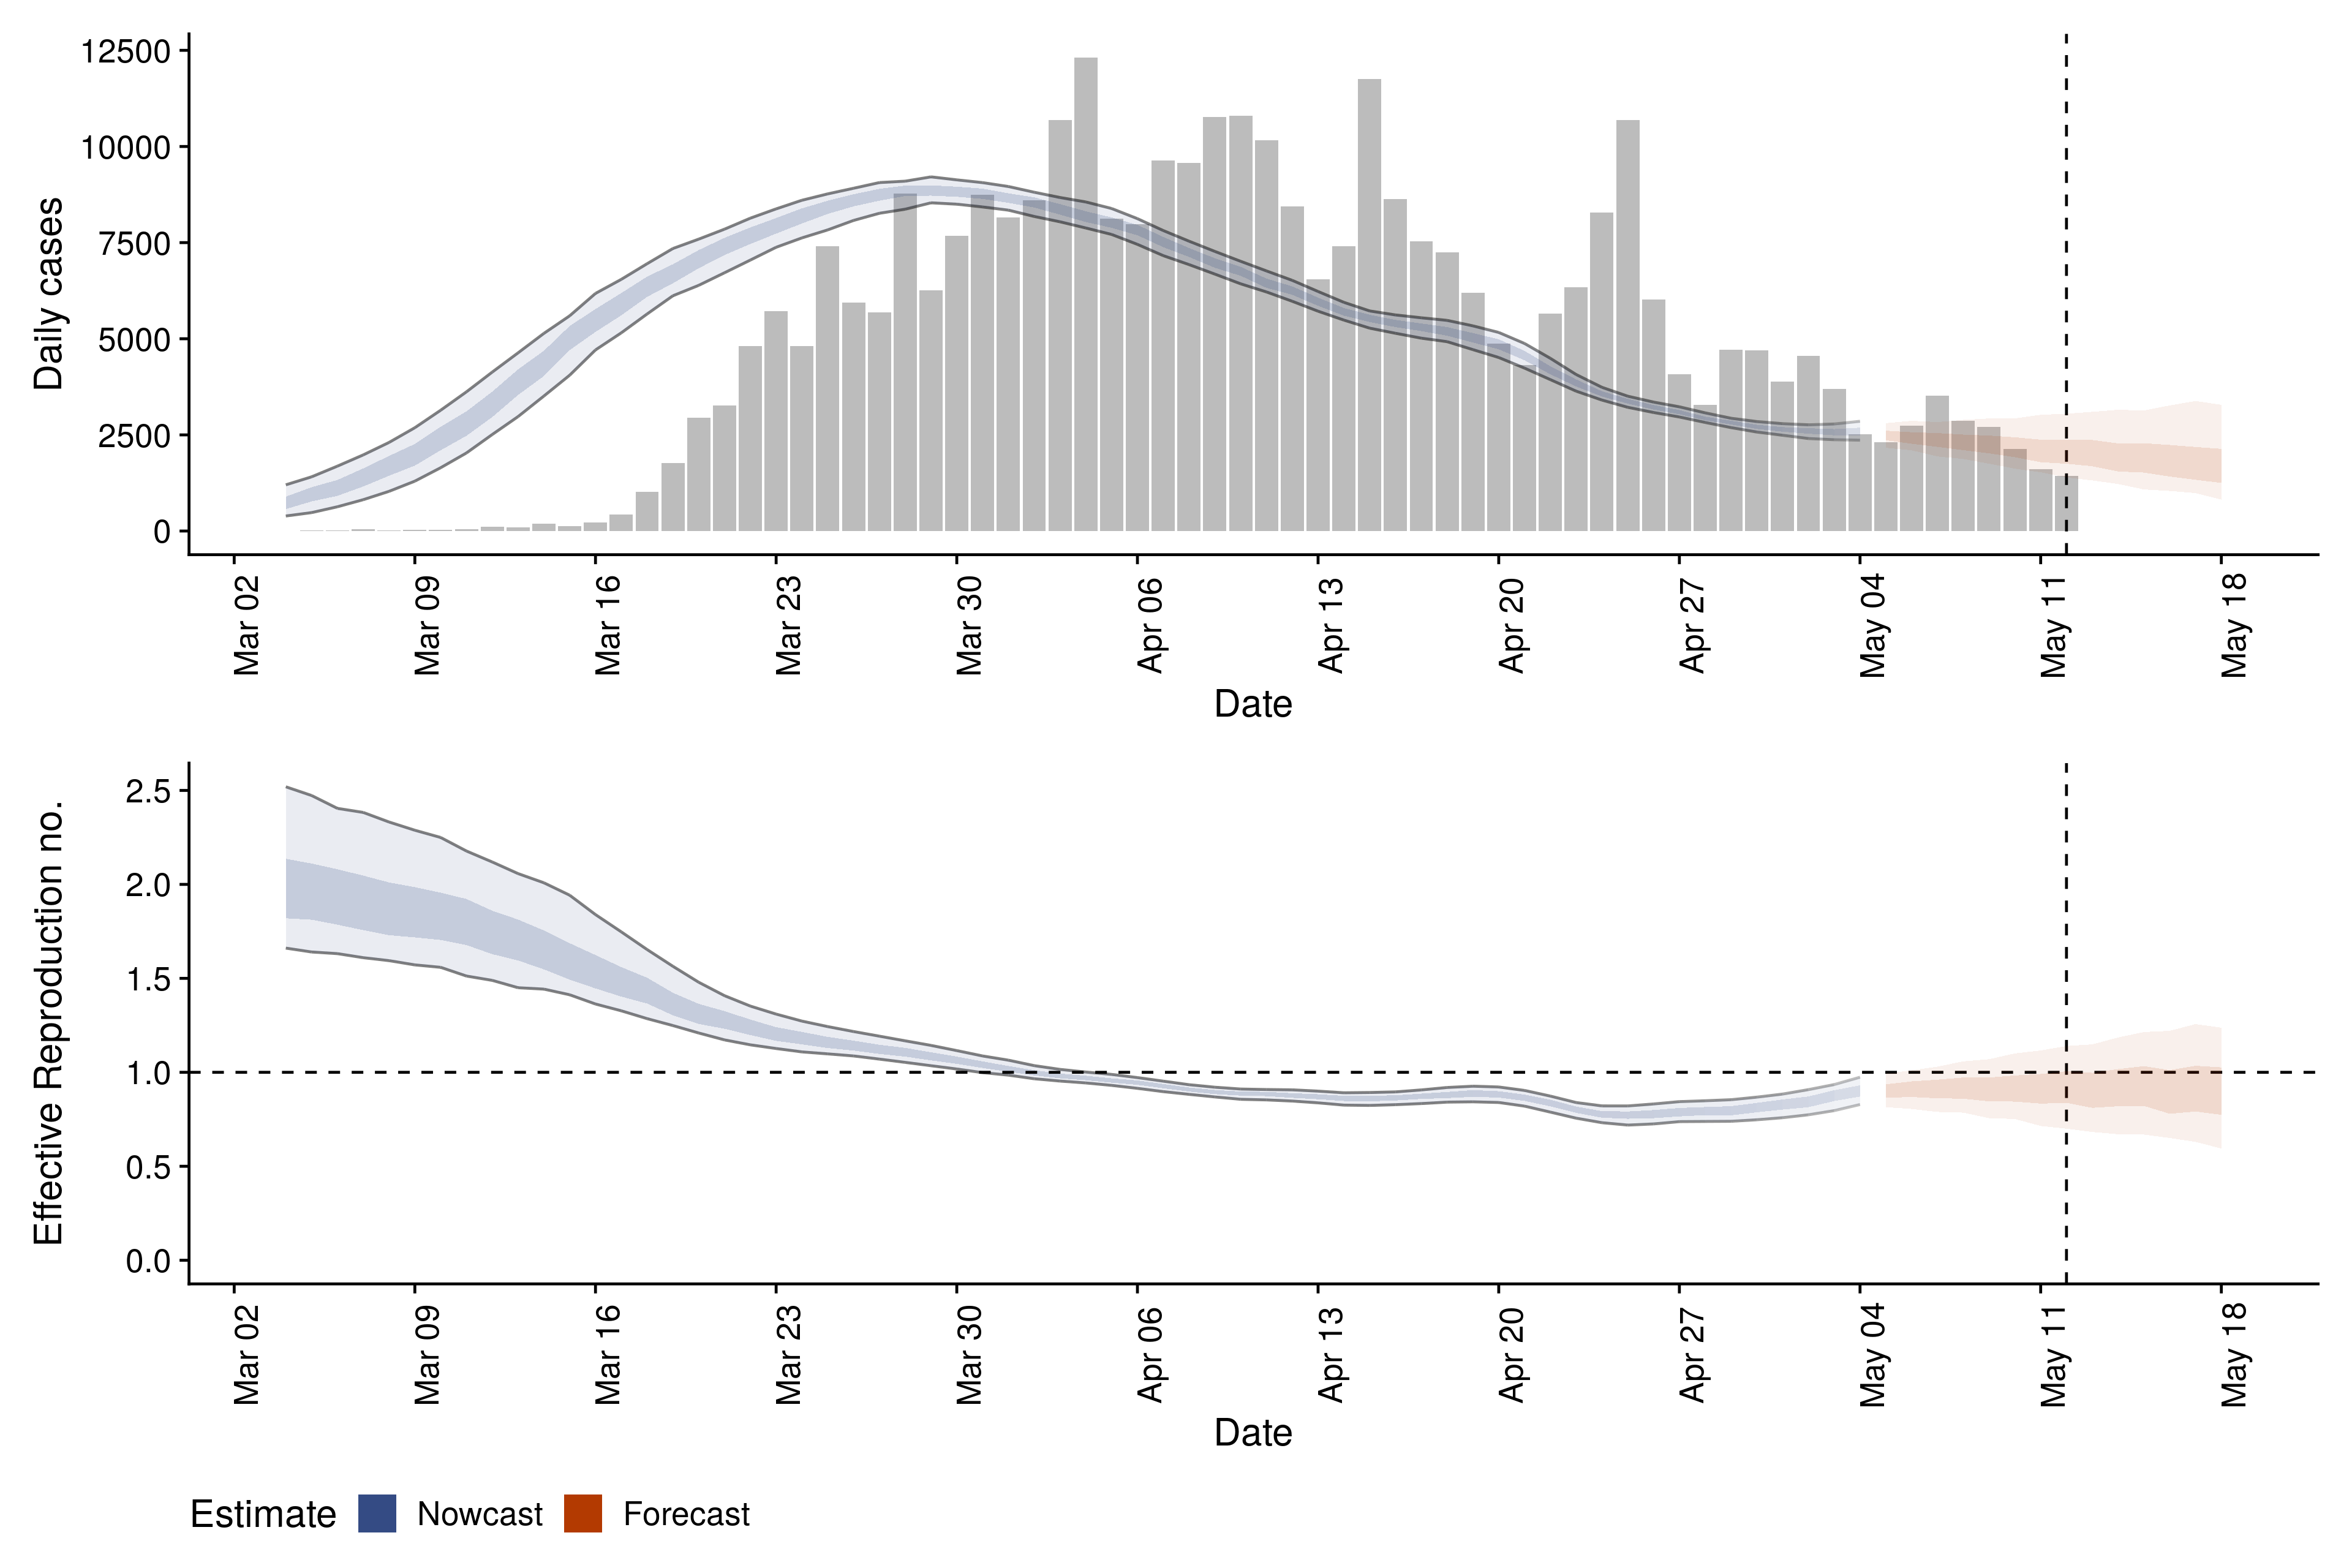 12500
10000
7500
5000
2500
0
Daily cases
Mar 02
Mar 09
Mar 16
Mar 23
Mar 30
Apr 06
Apr 13
Apr 20
Apr 27
May 04
May 11
May 18
Date
2.5
2.0
1.5
1.0
0.5
0.0
Effective Reproduction no.
Mar 02
Mar 09
Mar 16
Mar 23
Mar 30
Apr 06
Apr 13
Apr 20
Apr 27
May 04
May 11
May 18
Date
Estimate Nowcast Forecast